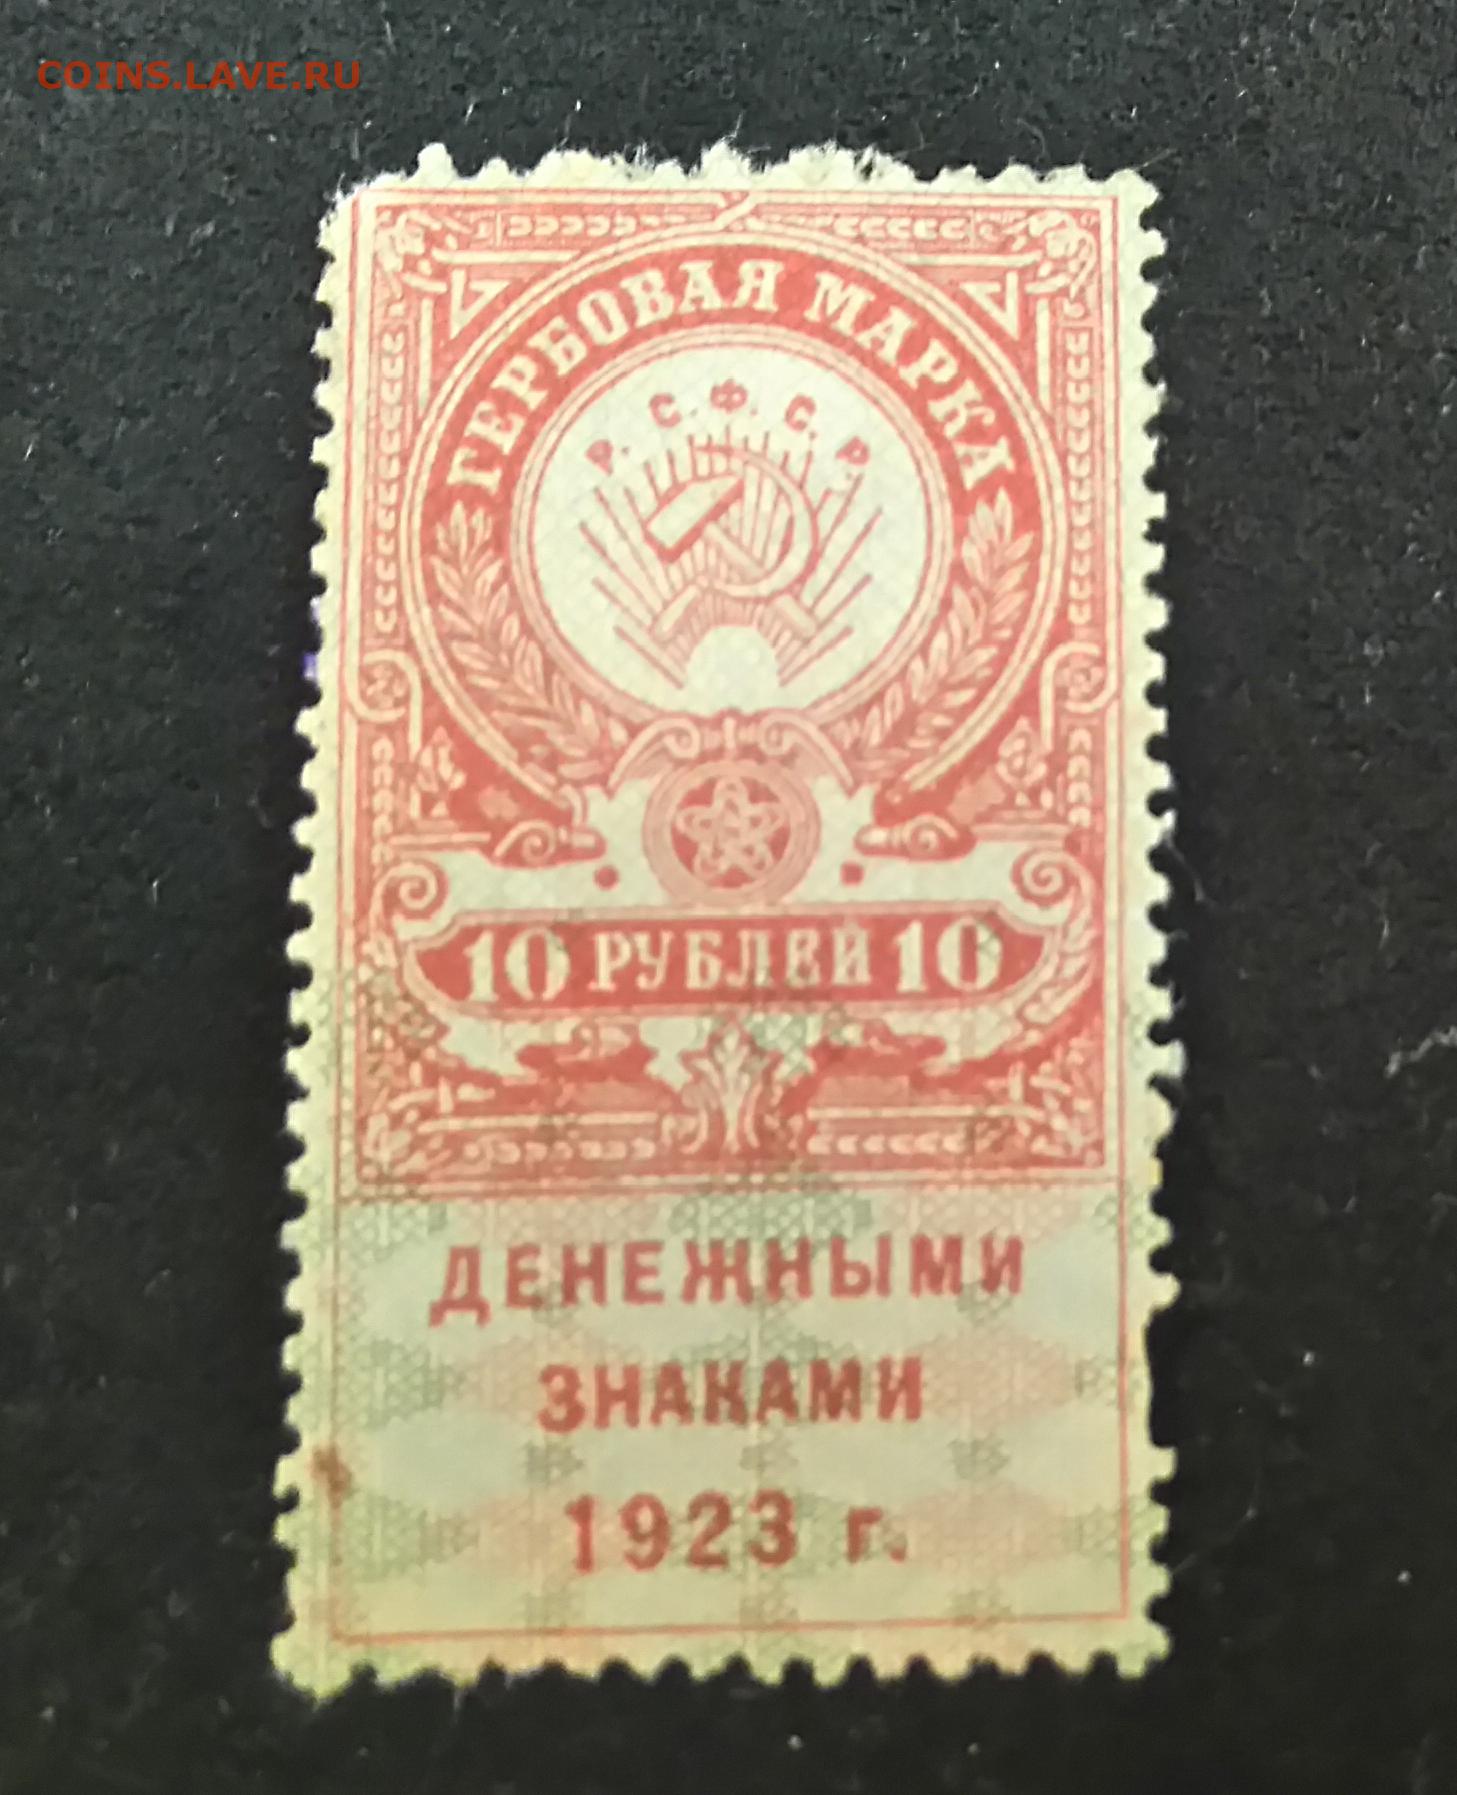 COINS.LAVE.RU
ГЕРБОВАЯ МАРКА
Р.С.Ф.С.Р.
10 РУБЛЕЙ 10
ДЕНЕЖНЫМИ
ЗНАКАМИ
1923 г.